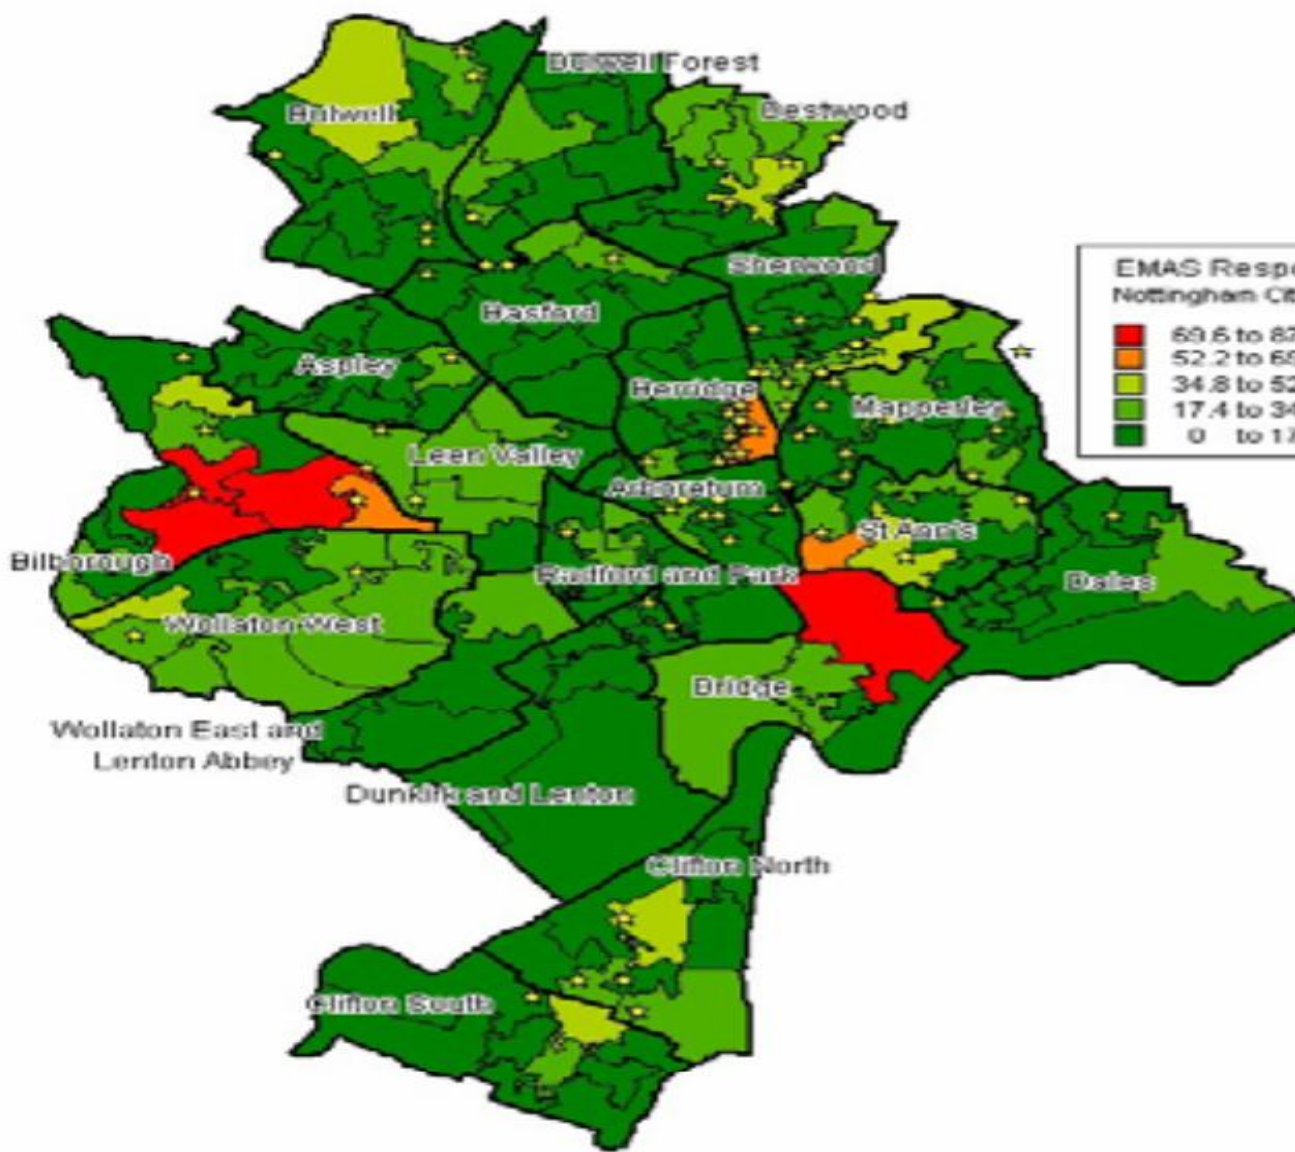 Bulwell Forest
Bestwood
Bulwell
Sherwood
EMAS Respo
Nottingham Cit
69.6 to 87
52.2 to 69
34.8 to 52
17.4 to 34
0 to 17
Basford
Aspley
Berridge
Mapperley
Leen Valley
Arboretum
St Ann's
Bilborough
Radford and Park
Dales
Wollaton West
Bridge
Wollaton East and
Lenton Abbey
Dunkirk and Lenton
Clifton North
Clifton South